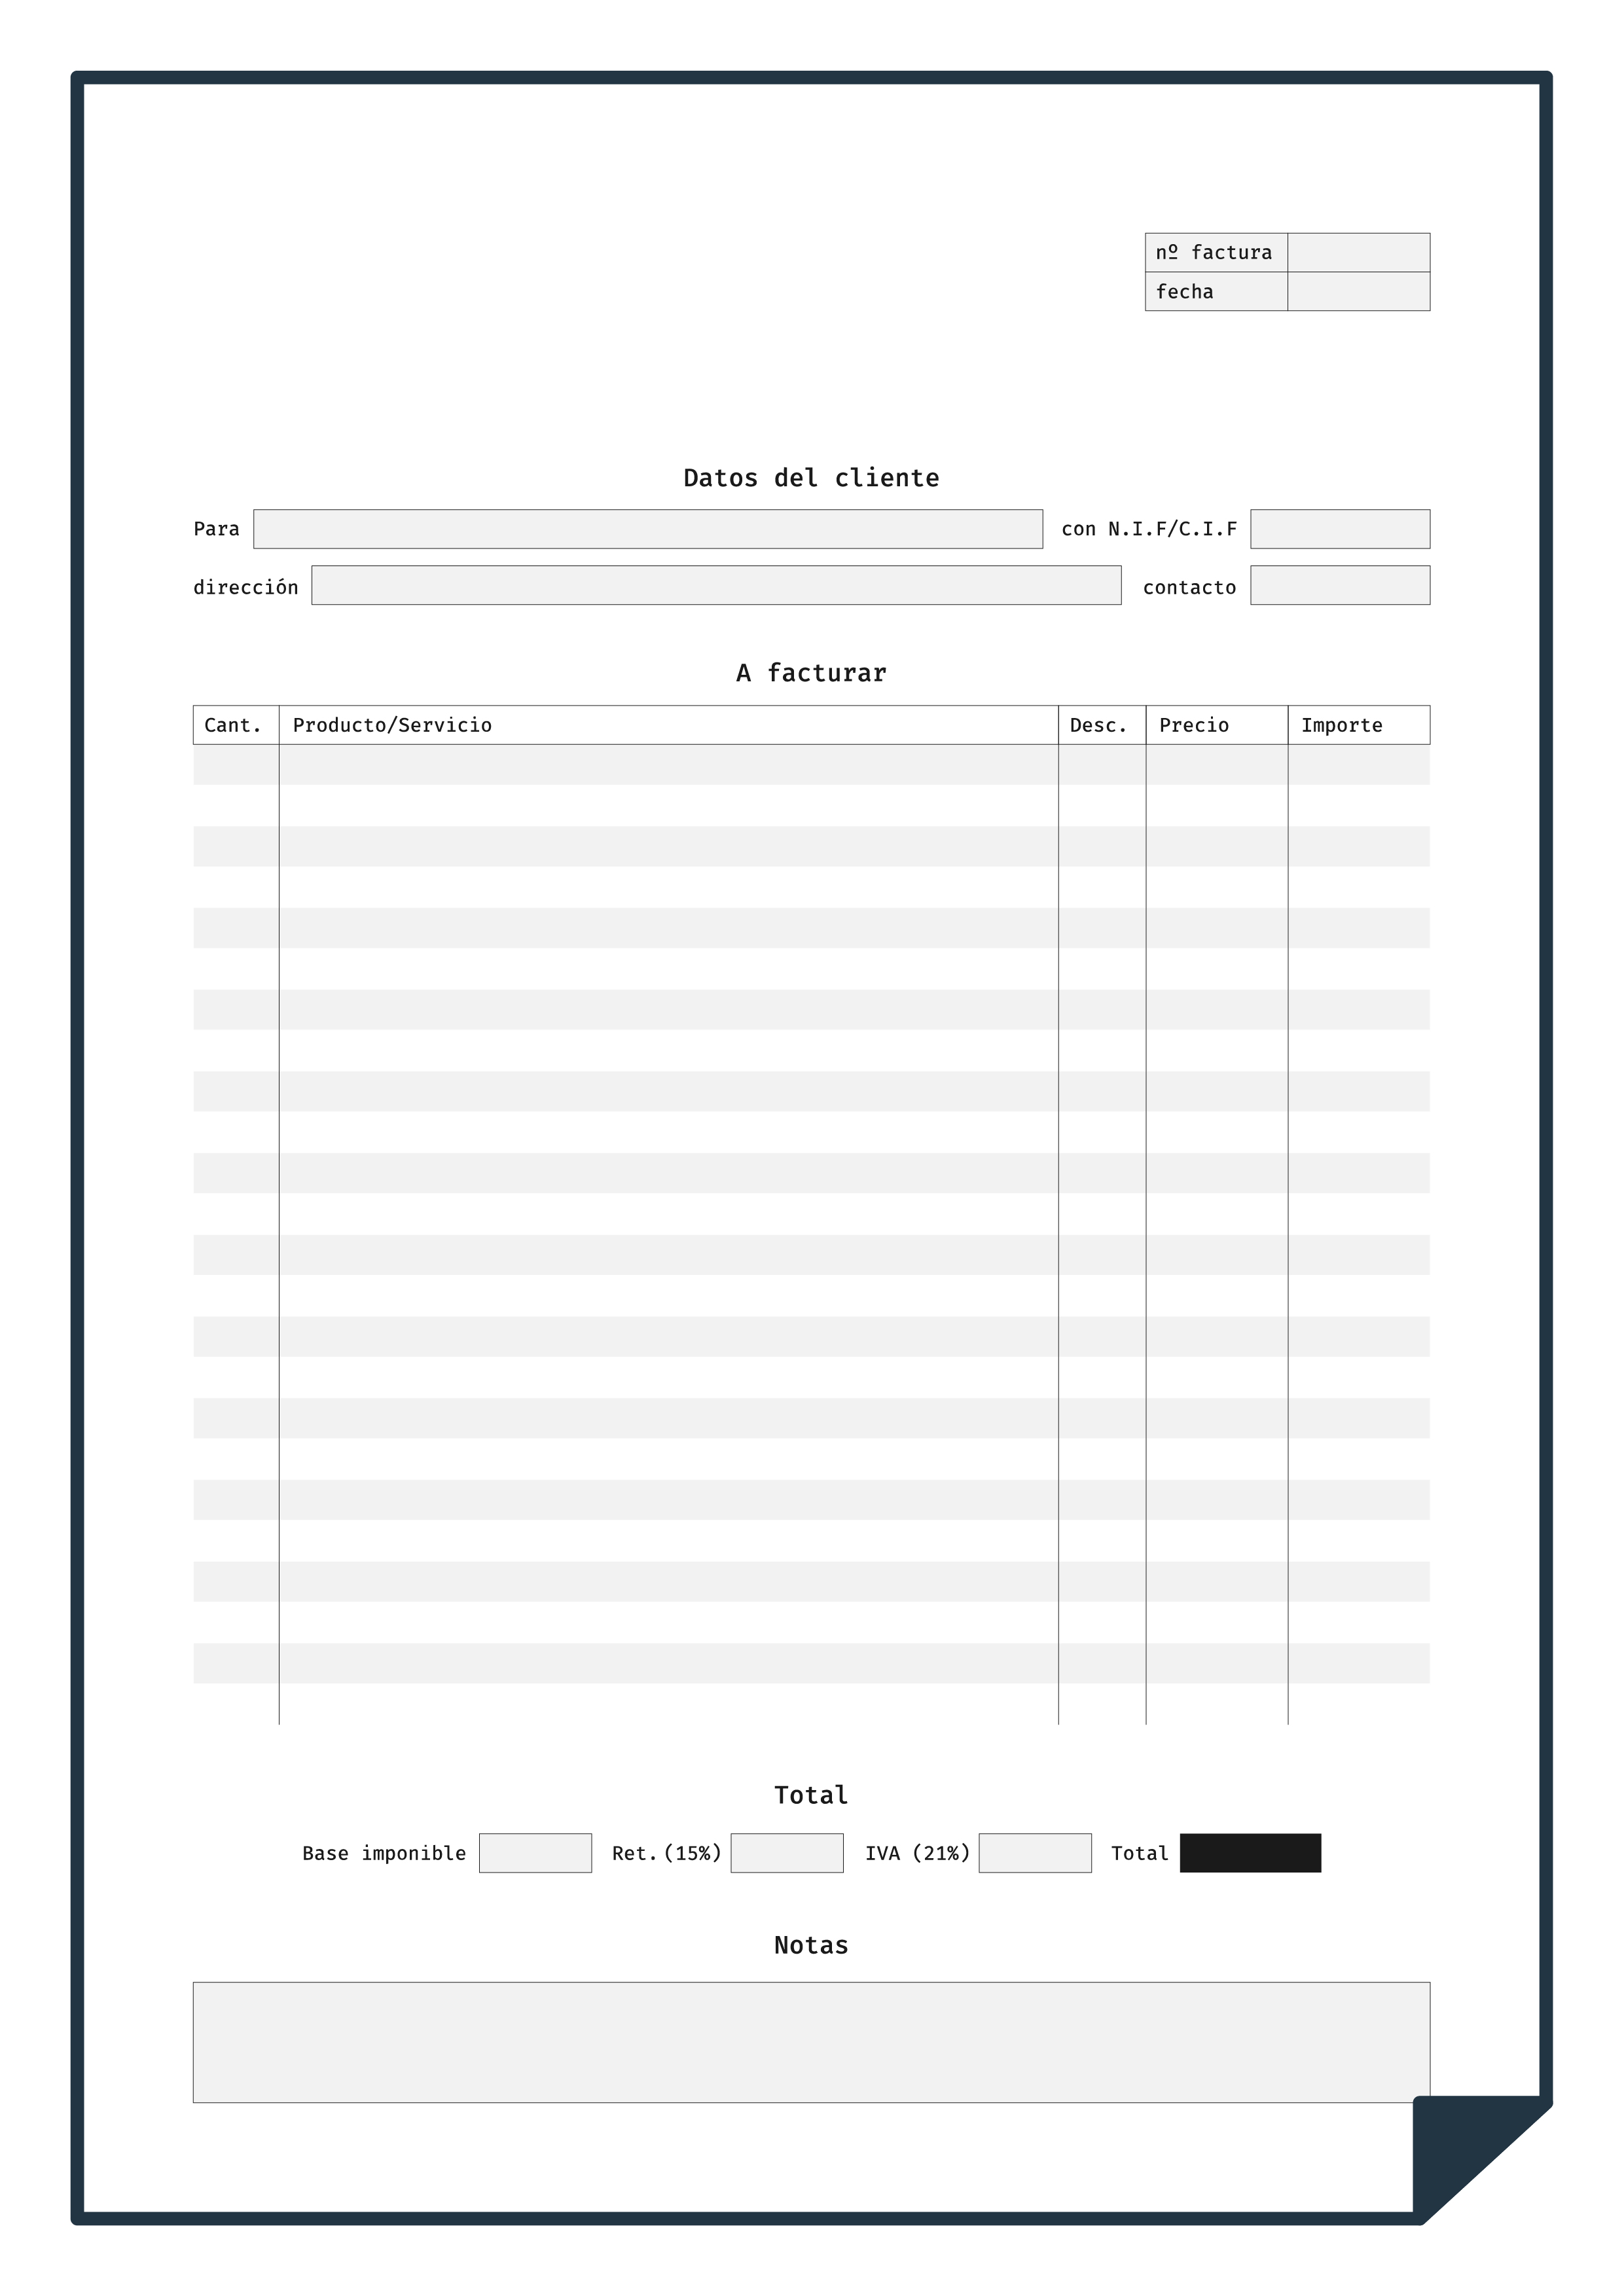 nº factura
fecha
Datos del cliente
Para con N.I.F/C.I.F
dirección contacto
A facturar
Cant. Producto/Servicio Desc. Precio Importe
Total
Base imponible Ret.(15%) IVA (21%) Total
Notas